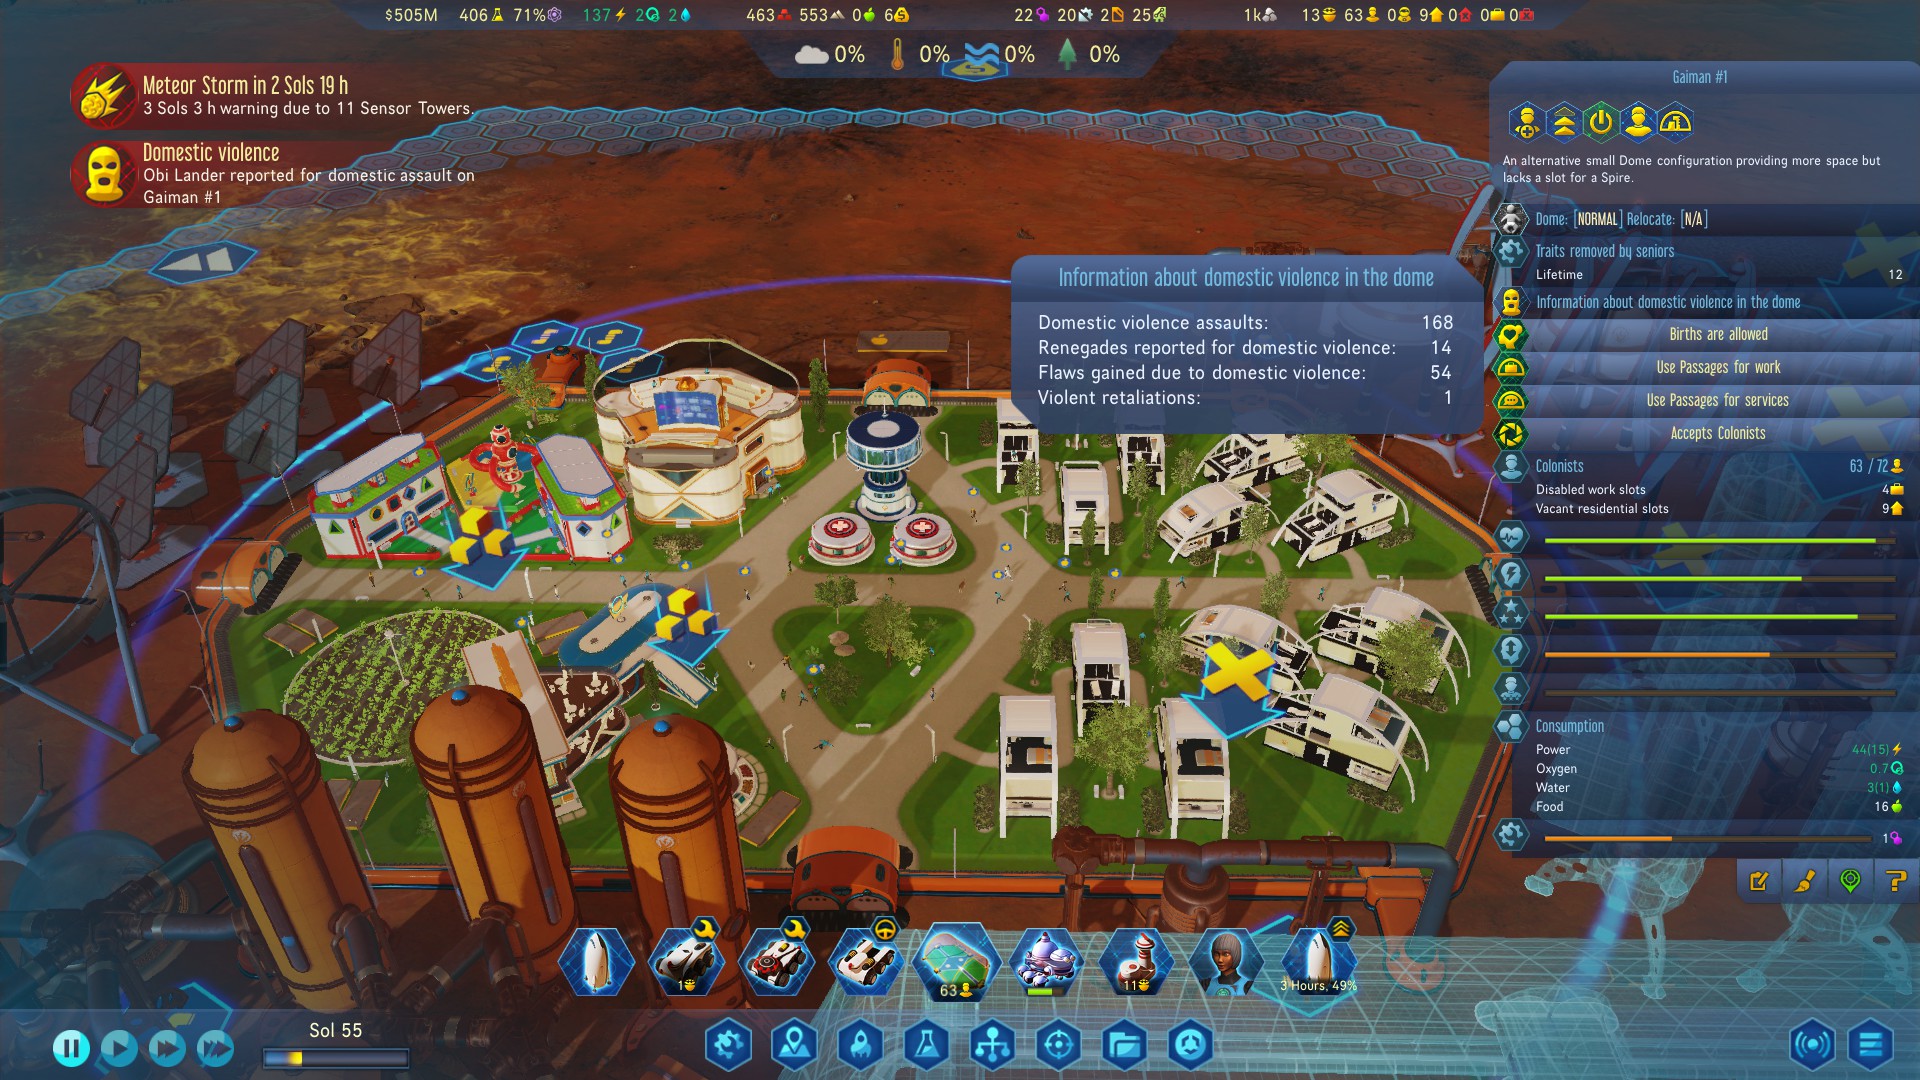 $505M 406 71% 137 2 2 463 553 0 6 22 20 2 25 1k 13 63 0 9 0 0 0
0% 0% 0% 0%
Meteor Storm in 2 Sols 19 h
3 Sols 3 h warning due to 11 Sensor Towers.
Domestic violence
Obi Lander reported for domestic assault on
Gaiman #1
Information about domestic violence in the dome
Domestic violence assaults: 168
Renegades reported for domestic violence: 14
Flaws gained due to domestic violence: 54
Violent retaliations: 1
Gaiman #1
An alternative small Dome configuration providing more space but
lacks a slot for a Spire.
Dome: [NORMAL] Relocate: [N/A]
Traits removed by seniors
Lifetime 12
Information about domestic violence in the dome
Births are allowed
Use Passages for work
Use Passages for services
Accepts Colonists
Colonists 63 / 72
Disabled work slots 4
Vacant residential slots 9
Consumption
Power 44(15)
Oxygen 0.7
Water 3(1)
Food 16
1
1
63
11
3 Hours, 49%
Sol 55